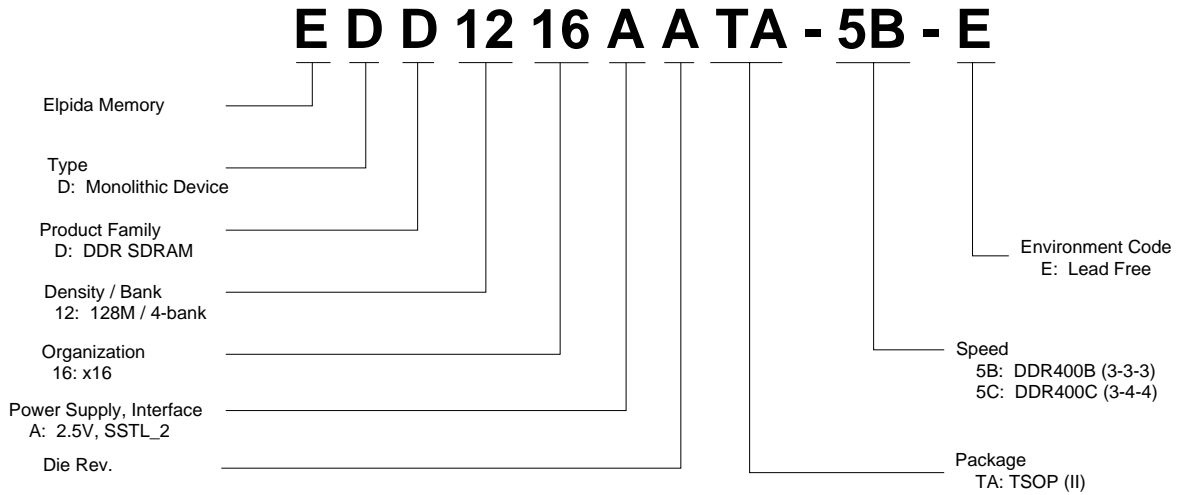 E D D 12 16 A A TA - 5B - E
Elpida Memory
Type
D: Monolithic Device
Product Family
D: DDR SDRAM
Density / Bank
12: 128M / 4-bank
Organization
16: x16
Power Supply, Interface
A: 2.5V, SSTL_2
Die Rev.
Environment Code
E: Lead Free
Speed
5B: DDR400B (3-3-3)
5C: DDR400C (3-4-4)
Package
TA: TSOP (II)